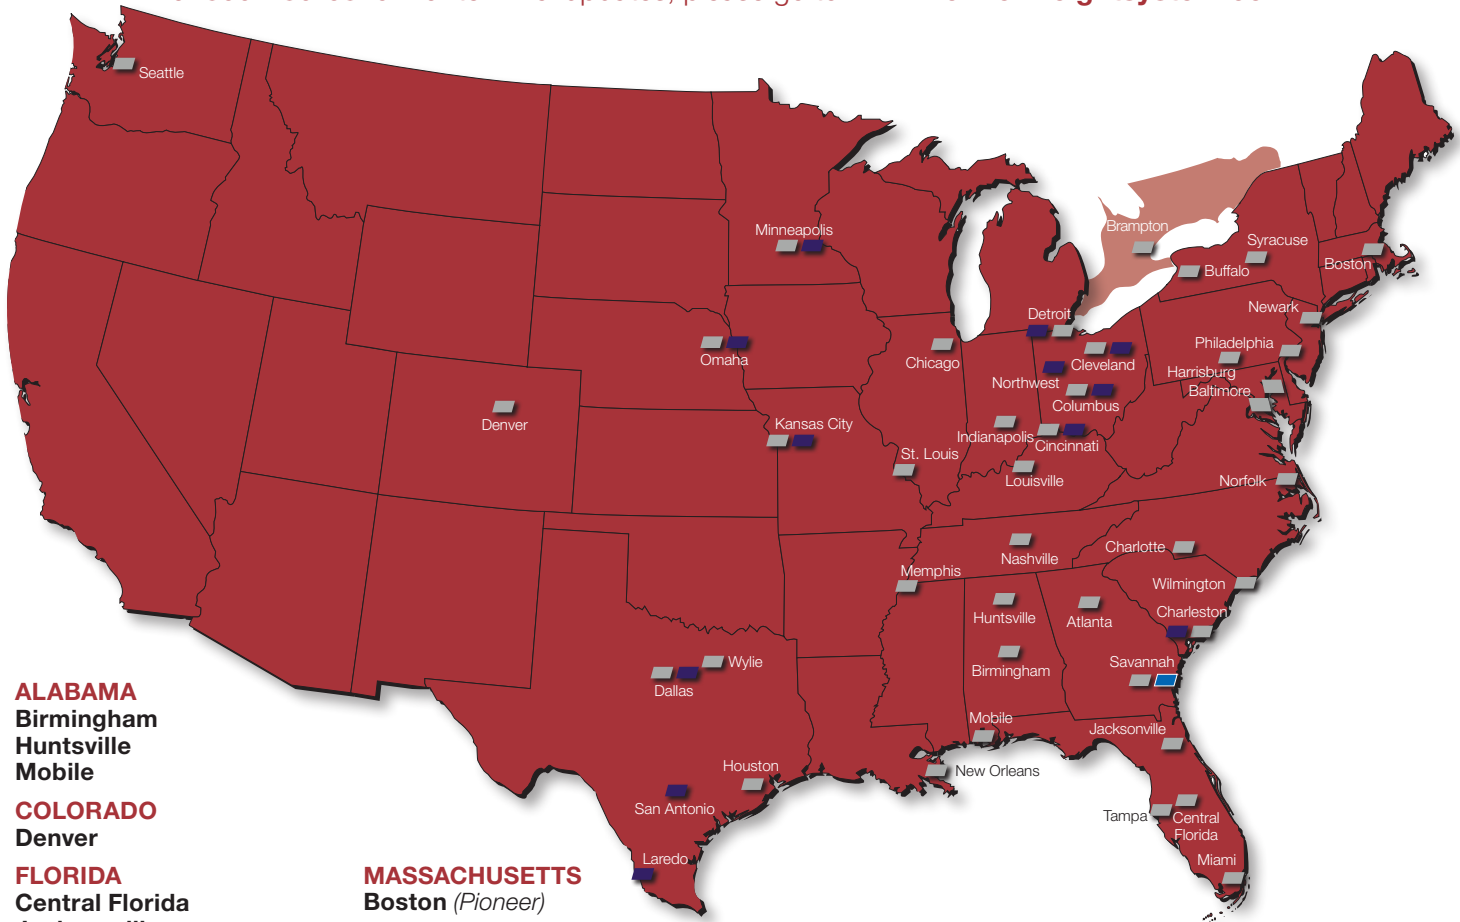 Seattle
Minneapolis
Brampton
Syracuse
Buffalo
Boston
Newark
Detroit
Philadelphia
Omaha
Chicago
Cleveland
Harrisburg
Northwest
Baltimore
Columbus
Denver
Kansas City
Indianapolis
Cincinnati
St. Louis
Louisville
Norfolk
Nashville
Charlotte
Memphis
Wilmington
Huntsville
Atlanta
Charleston
Wylie
Birmingham
Savannah
Dallas
Mobile
Jacksonville
Houston
New Orleans
San Antonio
Tampa
Central
Florida
Laredo
Miami
ALABAMA
Birmingham
Huntsville
Mobile
COLORADO
Denver
FLORIDA
Central Florida
MASSACHUSETTS
Boston (Pioneer)